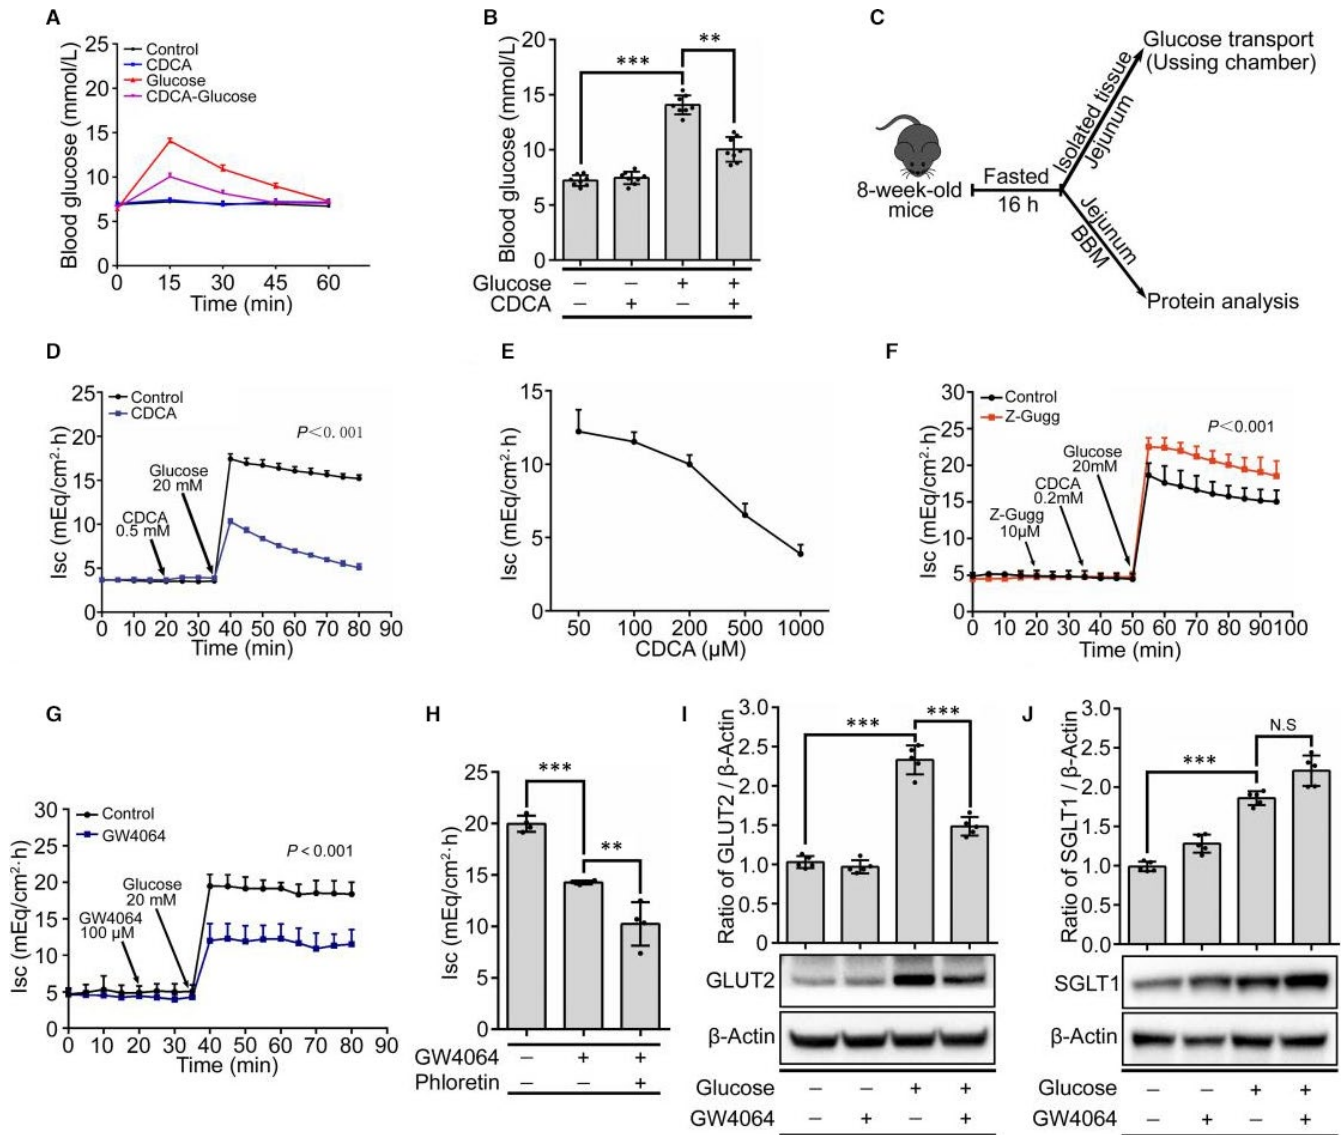 A
Blood glucose (mmol/L)
25
20
15
10
5
0
Control
CDCA
Glucose
CDCA-Glucose
0 15 30 45 60
Time (min)
B
Blood glucose (mmol/L)
20
15
10
5
0
***
**
Glucose − − + +
CDCA − + − +
C
8-week-old
mice
Fasted
16 h
Isolated tissue
Jejunum
Glucose transport
(Ussing chamber)
Jejunum
BBM
Protein analysis
D
Isc (mEq/cm²·h)
25
20
15
10
5
0
Control
CDCA
P<0.001
Glucose
20 mM
CDCA
0.5 mM
0 10 20 30 40 50 60 70 80 90
Time (min)
E
Isc (mEq/cm²·h)
15
10
5
0
50 100 200 500 1000
CDCA (µM)
F
Isc (mEq/cm²·h)
30
25
20
15
10
5
0
Control
Z-Gugg
P<0.001
Glucose
20mM
CDCA
0.2mM
Z-Gugg
10µM
0 10 20 30 40 50 60 70 80 90 100
Time (min)
G
Isc (mEq/cm²·h)
30
25
20
15
10
5
0
Control
GW4064
P<0.001
Glucose
20 mM
GW4064
100 µM
0 10 20 30 40 50 60 70 80 90
Time (min)
H
Isc (mEq/cm²·h)
25
20
15
10
5
0
***
**
GW4064 − + +
Phloretin − − +
I
Ratio of GLUT2 / β-Actin
3.0
2.5
2.0
1.5
1.0
0.5
0
***
***
GLUT2
β-Actin
Glucose − − + +
GW4064 − + − +
J
Ratio of SGLT1 / β-Actin
3.0
2.5
2.0
1.5
1.0
0.5
0.0
***
N.S
SGLT1
β-Actin
Glucose − − + +
GW4064 − + − +